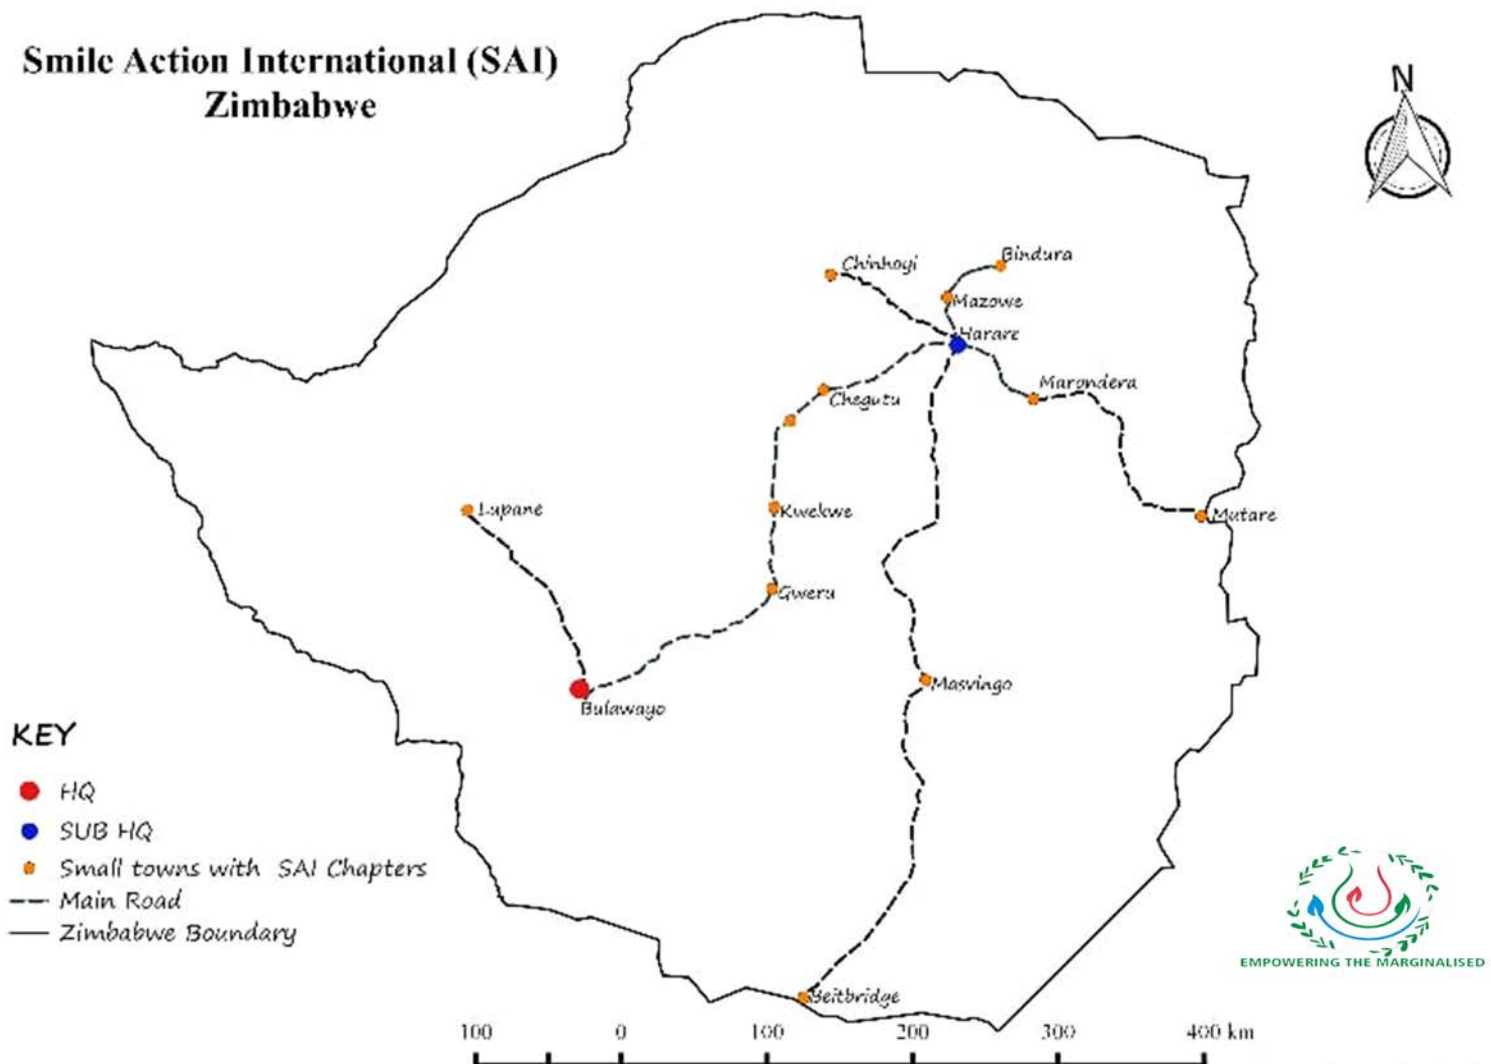 Smile Action International (SAI)
Zimbabwe
N
Chinhoyi
Bindura
Mazowe
Harare
Marondera
Chegutu
Lupane
Kwekwe
Mutare
Gweru
Masvingo
Bulawayo
KEY
HQ
SUB HQ
Small towns with SAI Chapters
Main Road
Zimbabwe Boundary
EMPOWERING THE MARGINALISED
Beitbridge
100 0 100 200 300 400 km